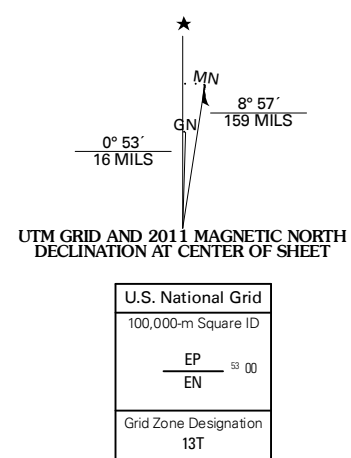 ★
MN
8° 57´
159 MILS
GN
0° 53´
16 MILS
UTM GRID AND 2011 MAGNETIC NORTH
DECLINATION AT CENTER OF SHEET
U.S. National Grid
100,000-m Square ID
EP
53 00
EN
Grid Zone Designation
13T